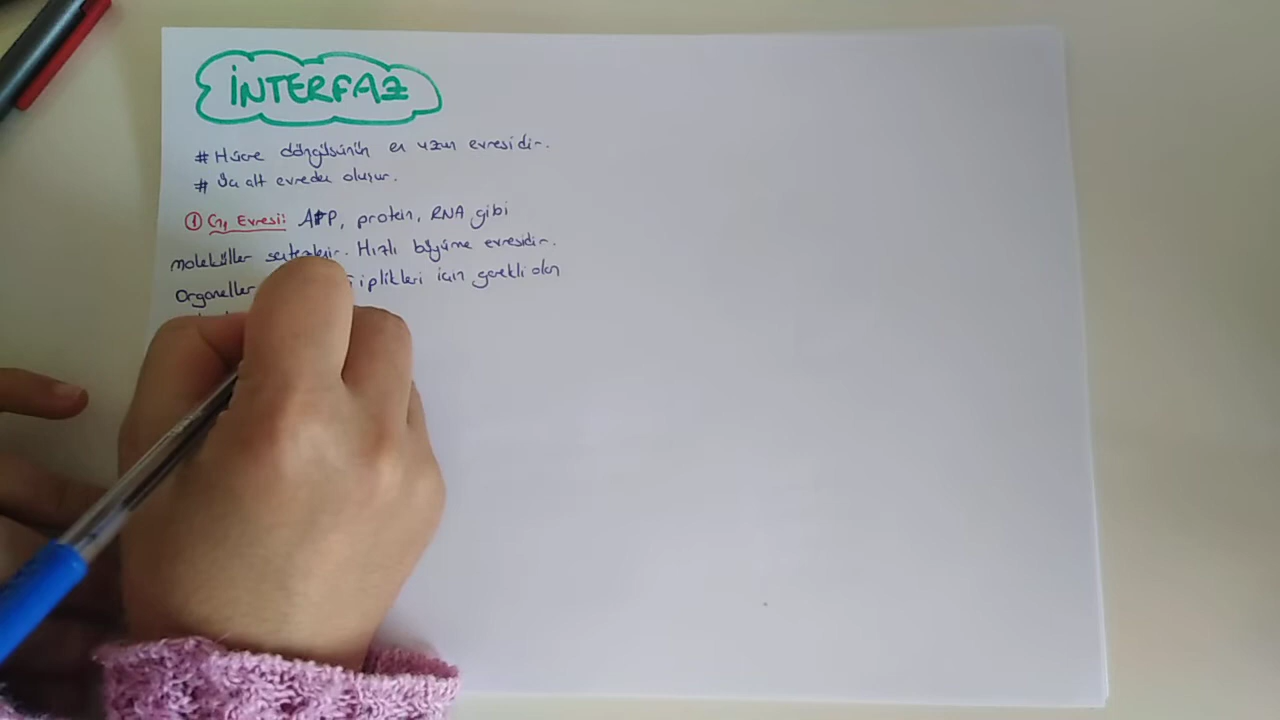 İNTERFAZ
# Hücre döngüsünün en uzun evresidir.
# Üç alt evreden oluşur.
① G₁ Evresi: ATP, protein, RNA gibi
moleküller sentezlenir. Hızlı büyüme evresidir.
Organeller iplikleri için gerekli olan